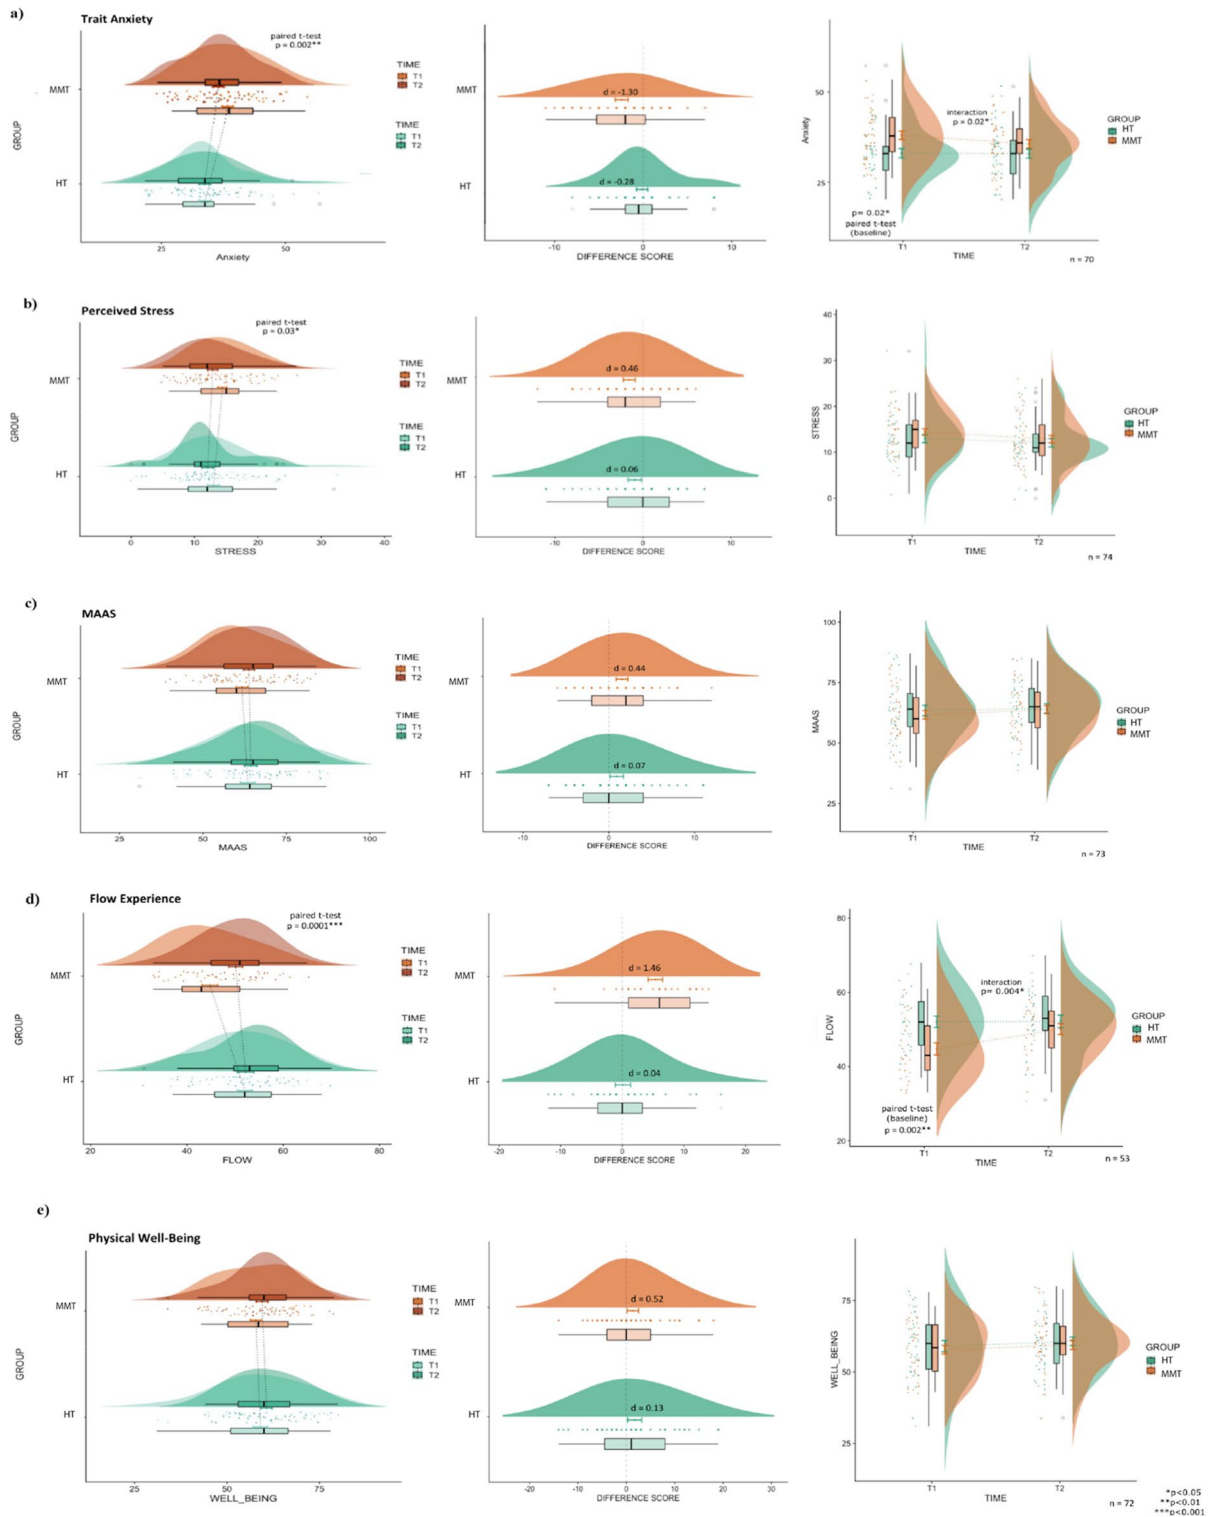 a)
Trait Anxiety
paired t-test
p = 0.002**
GROUP
MMT
HT
TIME
T1
T2
TIME
T1
T2
25
50
Anxiety
MMT
d = -1.30
HT
d = -0.28
-10
0
10
DIFFERENCE SCORE
Anxiety
50
25
interaction
p = 0.02*
p= 0.02*
paired t-test
(baseline)
T1
T2
TIME
n = 70
GROUP
HT
MMT
b)
Perceived Stress
paired t-test
p = 0.03*
GROUP
MMT
HT
TIME
T1
T2
TIME
T1
T2
0
10
20
30
40
STRESS
MMT
d = 0.46
HT
d = 0.06
-10
0
10
DIFFERENCE SCORE
STRESS
40
30
20
10
0
T1
T2
TIME
n = 74
GROUP
HT
MMT
c)
MAAS
GROUP
MMT
HT
TIME
T1
T2
TIME
T1
T2
25
50
75
100
MAAS
MMT
d = 0.44
HT
d = 0.07
-10
0
10
DIFFERENCE SCORE
MAAS
100
75
50
25
T1
T2
TIME
n = 73
GROUP
HT
MMT
d)
Flow Experience
paired t-test
p = 0.0001***
GROUP
MMT
HT
TIME
T1
T2
TIME
T1
T2
20
40
60
80
FLOW
MMT
d = 1.46
HT
d = 0.04
-20
-10
0
10
20
DIFFERENCE SCORE
FLOW
80
60
40
20
interaction
p= 0.004*
paired t-test
(baseline)
p = 0.002**
T1
T2
TIME
n = 53
GROUP
HT
MMT
e)
Physical Well-Being
GROUP
MMT
HT
TIME
T1
T2
TIME
T1
T2
25
50
75
WELL_BEING
MMT
d = 0.52
HT
d = 0.13
-20
-10
0
10
20
30
DIFFERENCE SCORE
WELL_BEING
75
50
25
T1
T2
TIME
n = 72
GROUP
HT
MMT
*p<0.05
**p<0.01
***p<0.001